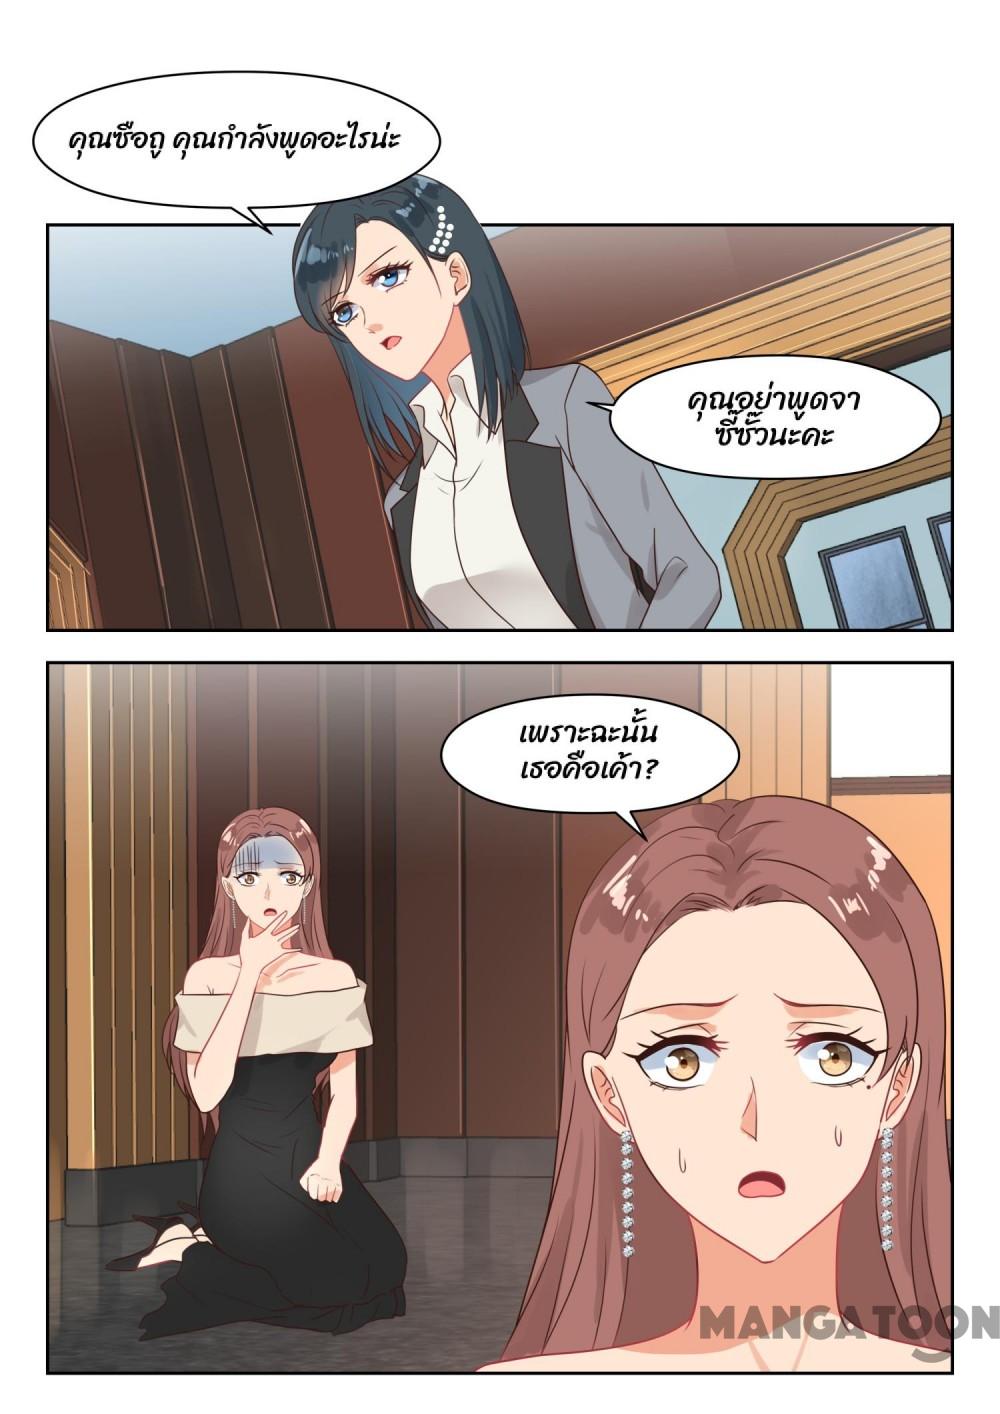 คุณซือถู คุณกำลังพูดอะไรน่ะ
คุณอย่าพูดจา
ซี๊ซั๊วนะคะ
เพราะฉะนั้น
เธอคือเค้า?
MANGATOON